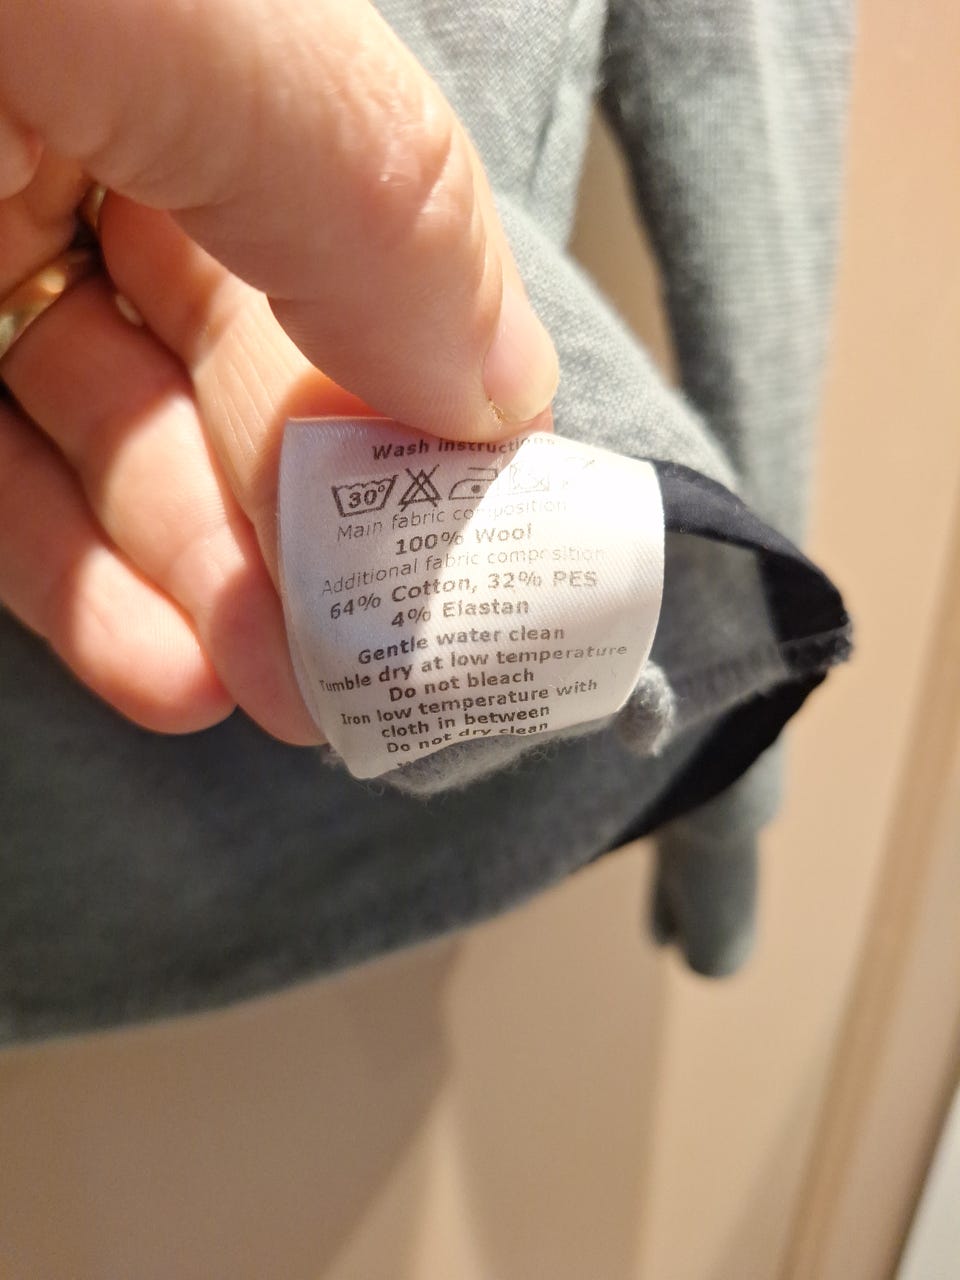 Wash instructions
30°
Main fabric composition
100% Wool
Additional fabric composition
64% Cotton, 32% PES
4% Elastan
Gentle water clean
Tumble dry at low temperature
Do not bleach
Iron low temperature with
cloth in between
Do not dry clean